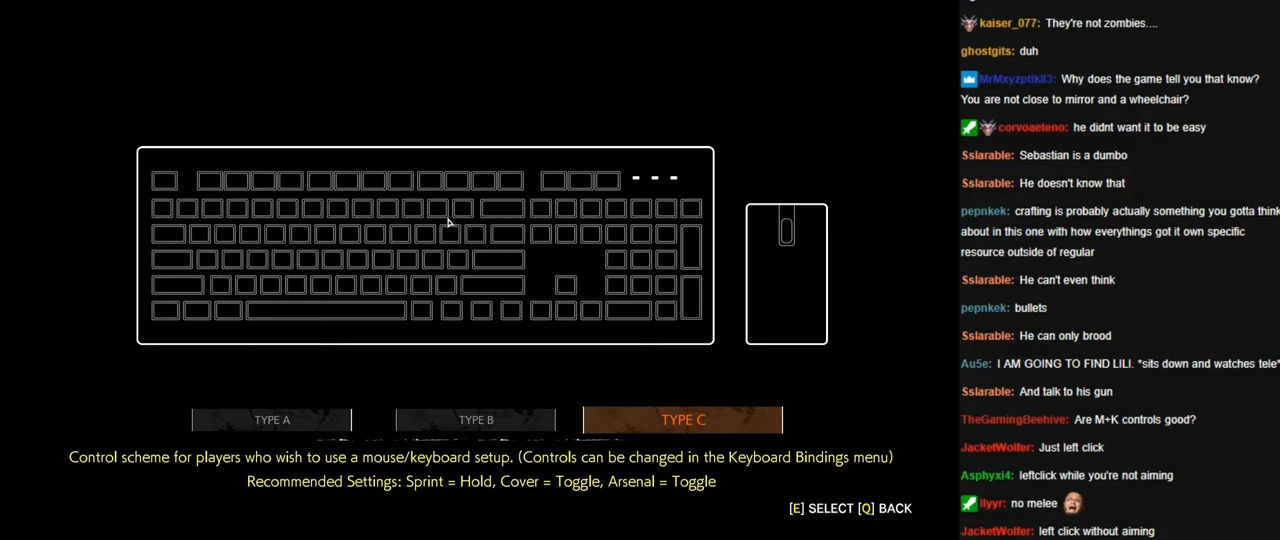 TYPE A
TYPE B
TYPE C
Control scheme for players who wish to use a mouse/keyboard setup. (Controls can be changed in the Keyboard Bindings menu)
Recommended Settings: Sprint = Hold, Cover = Toggle, Arsenal = Toggle
[E] SELECT [Q] BACK
kaiser_077: They're not zombies....
ghostgits: duh
MrMxyzptlk83: Why does the game tell you that know?
You are not close to mirror and a wheelchair?
corvoaeteno: he didnt want it to be easy
Sslarable: Sebastian is a dumbo
Sslarable: He doesn't know that
pepnkek: crafting is probably actually something you gotta think
about in this one with how everythings got it own specific
resource outside of regular
Sslarable: He can't even think
pepnkek: bullets
Sslarable: He can only brood
Au5e: I AM GOING TO FIND LILI. *sits down and watches tele*
Sslarable: And talk to his gun
TheGamingBeehive: Are M+K controls good?
JacketWolfer: Just left click
Asphyxi4: leftclick while you're not aiming
llyyr: no melee
JacketWolfer: left click without aiming